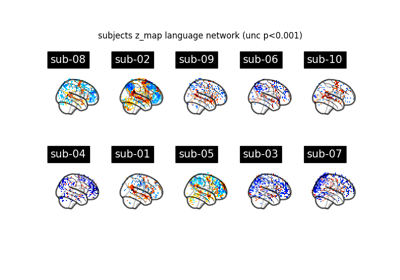 subjects z_map language network (unc p<0.001)
sub-08 sub-02 sub-09 sub-06 sub-10
sub-04 sub-01 sub-05 sub-03 sub-07